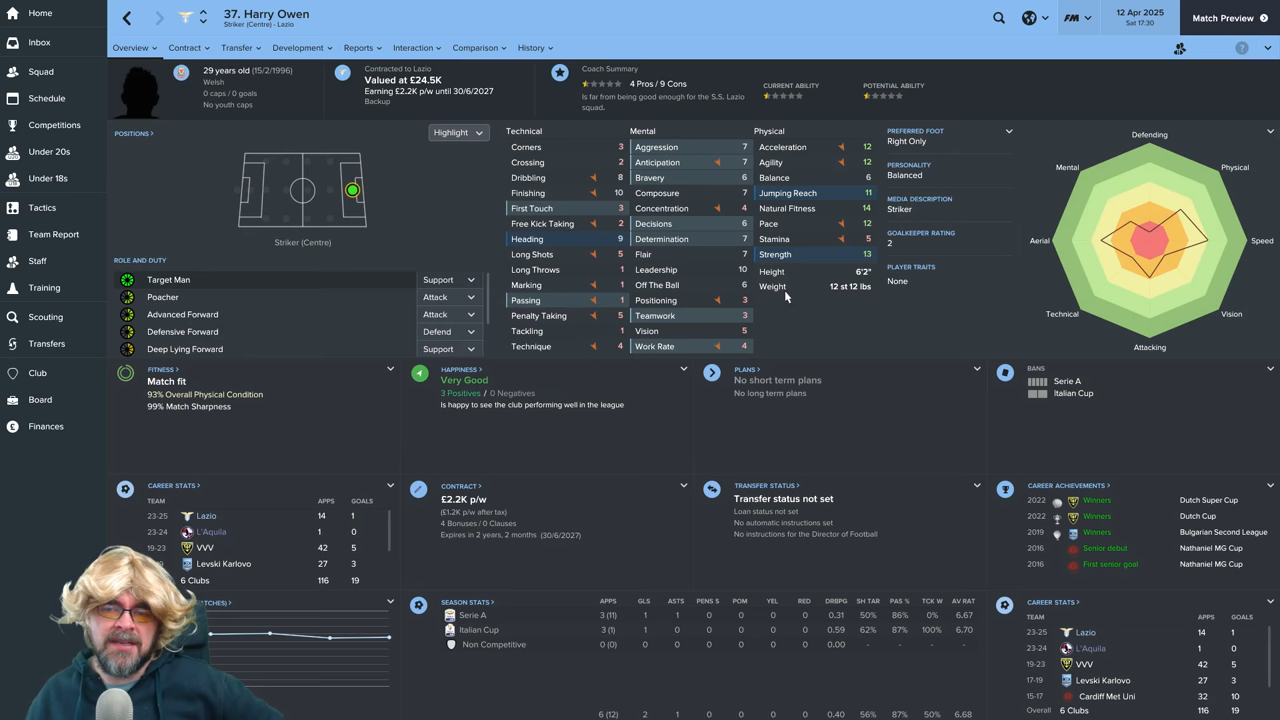 Home
Inbox
Squad
Schedule
Competitions
Under 20s
Under 18s
Tactics
Team Report
Staff
Training
Scouting
Transfers
Club
Board
Finances
37. Harry Owen
Striker (Centre) - Lazio
FM
12 Apr 2025
Sat 17:30
Match Preview
Overview
Contract
Transfer
Development
Reports
Interaction
Comparison
History
29 years old (15/2/1996)
Welsh
0 caps / 0 goals
No youth caps
Contracted to Lazio
Valued at £24.5K
Earning £2.2K p/w until 30/6/2027
Backup
Coach Summary
4 Pros / 9 Cons
Is far from being good enough for the S.S. Lazio
squad.
CURRENT ABILITY
POTENTIAL ABILITY
POSITIONS
Highlight
Striker (Centre)
ROLE AND DUTY
Target Man Support
Poacher Attack
Advanced Forward Attack
Defensive Forward Defend
Deep Lying Forward Support
Technical
Corners 3
Crossing 2
Dribbling 8
Finishing 10
First Touch 3
Free Kick Taking 2
Heading 9
Long Shots 5
Long Throws 1
Marking 1
Passing 1
Penalty Taking 5
Tackling 1
Technique 4
Mental
Aggression 7
Anticipation 7
Bravery 6
Composure 7
Concentration 4
Decisions 6
Determination 7
Flair 7
Leadership 10
Off The Ball 6
Positioning 3
Teamwork 3
Vision 5
Work Rate 4
Physical
Acceleration 12
Agility 12
Balance 6
Jumping Reach 11
Natural Fitness 14
Pace 12
Stamina 5
Strength 13
Height 6'2"
Weight 12 st 12 lbs
PREFERRED FOOT
Right Only
PERSONALITY
Balanced
MEDIA DESCRIPTION
Striker
GOALKEEPER RATING
2
PLAYER TRAITS
None
Defending
Physical
Speed
Vision
Attacking
Technical
Aerial
Mental
FITNESS
Match fit
93% Overall Physical Condition
99% Match Sharpness
HAPPINESS
Very Good
3 Positives / 0 Negatives
Is happy to see the club performing well in the league
PLANS
No short term plans
No long term plans
BANS
Serie A
Italian Cup
CAREER STATS
TEAM APPS GOALS
23-25 Lazio 14 1
23-24 L'Aquila 1 0
19-23 VVV 42 5
Levski Karlovo 27 3
6 Clubs 116 19
CONTRACT
£2.2K p/w
(£1.2K p/w after tax)
4 Bonuses / 0 Clauses
Expires in 2 years, 2 months (30/6/2027)
TRANSFER STATUS
Transfer status not set
Loan status not set
No automatic instructions set
No instructions for the Director of Football
CAREER ACHIEVEMENTS
2022 Winners Dutch Super Cup
2022 Winners Dutch Cup
2019 Winners Bulgarian Second League
2016 Senior debut Nathaniel MG Cup
2016 First senior goal Nathaniel MG Cup
SEASON STATS
APPS GLS ASTS PENS S POM YEL RED DRBPG SH TAR PAS % TCK W AV RAT
Serie A 3 (11) 1 1 0 0 0 0 0.31 50% 86% 0% 6.67
Italian Cup 3 (1) 1 0 0 0 0 0 0.59 62% 87% 100% 6.70
Non Competitive 0 (0) 0 0 0 0 0 0 0.00 - - - -
6 (12) 2 1 0 0 0 0 0.40 56% 87% 50% 6.68
CAREER STATS
TEAM APPS GOALS
23-25 Lazio 14 1
23-24 L'Aquila 1 0
19-23 VVV 42 5
17-19 Levski Karlovo 27 3
15-17 Cardiff Met Uni 32 10
Overall 6 Clubs 116 19